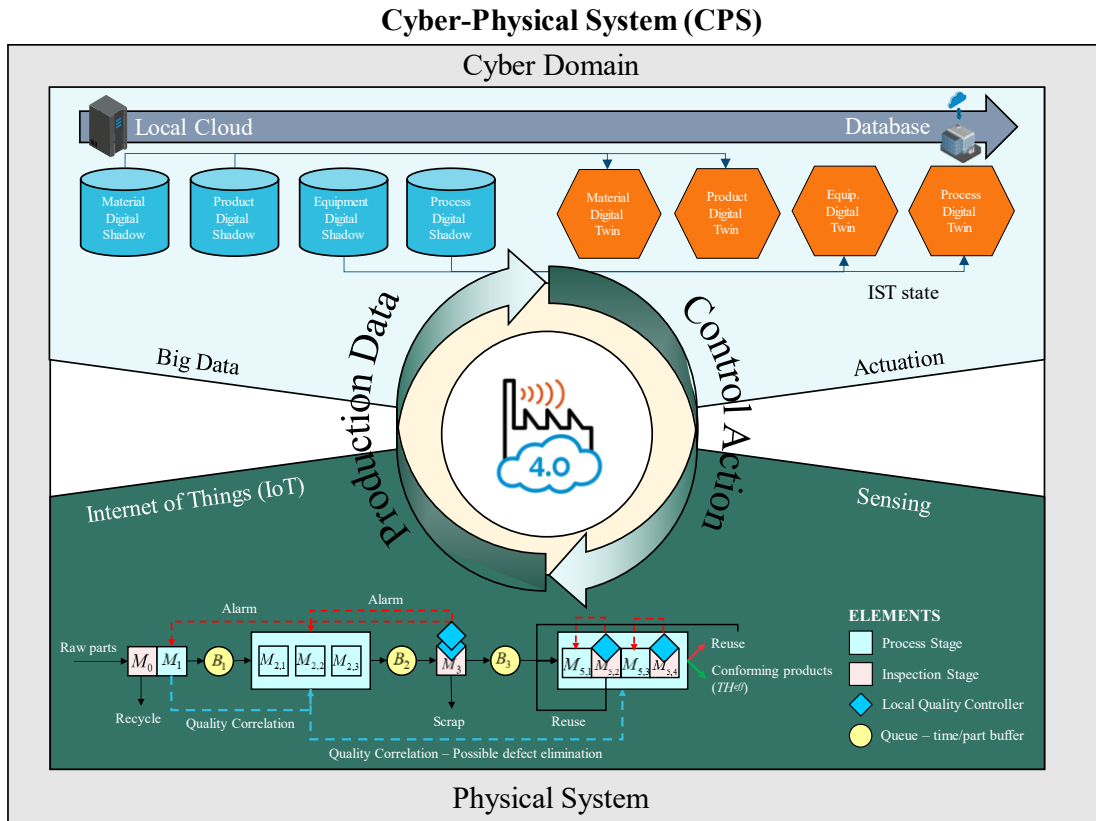 Cyber-Physical System (CPS)
Cyber Domain
Local Cloud
Database
Material
Digital
Shadow
Product
Digital
Shadow
Equipment
Digital
Shadow
Process
Digital
Shadow
Material
Digital
Twin
Product
Digital
Twin
Equip.
Digital
Twin
Process
Digital
Twin
IST state
Production Data
Control Action
Big Data
Actuation
4.0
Internet of Things (IoT)
Sensing
Alarm
Alarm
Raw parts
M0
M1
B1
M2,1
M2,2
M2,3
B2
M3
B3
M5,1
M5,2
M5,3
M5,4
Reuse
Conforming products
(TH^eff)
Recycle
Quality Correlation
Scrap
Reuse
Quality Correlation – Possible defect elimination
ELEMENTS
Process Stage
Inspection Stage
Local Quality Controller
Queue – time/part buffer
Physical System